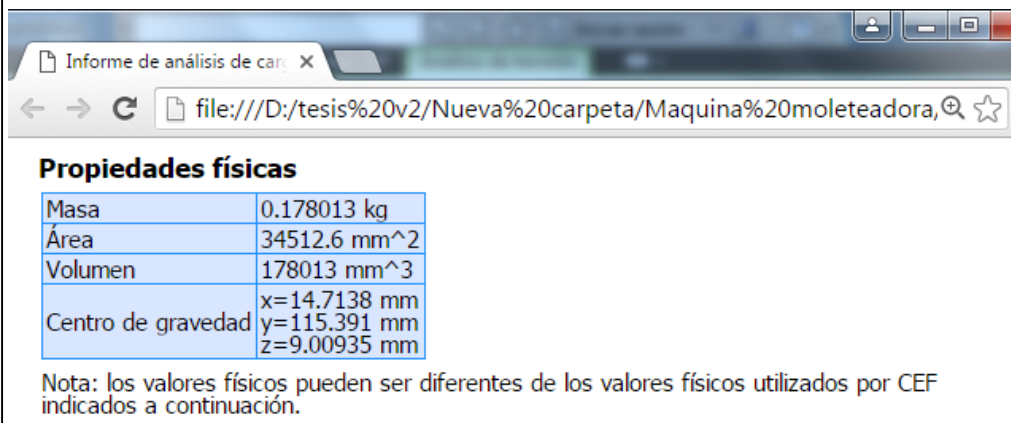 Informe de análisis de car
file:///D:/tesis%20v2/Nueva%20carpeta/Maquina%20moleteadora,
Propiedades físicas
Masa 0.178013 kg
Área 34512.6 mm^2
Volumen 178013 mm^3
Centro de gravedad x=14.7138 mm
y=115.391 mm
z=9.00935 mm
Nota: los valores físicos pueden ser diferentes de los valores físicos utilizados por CEF
indicados a continuación.